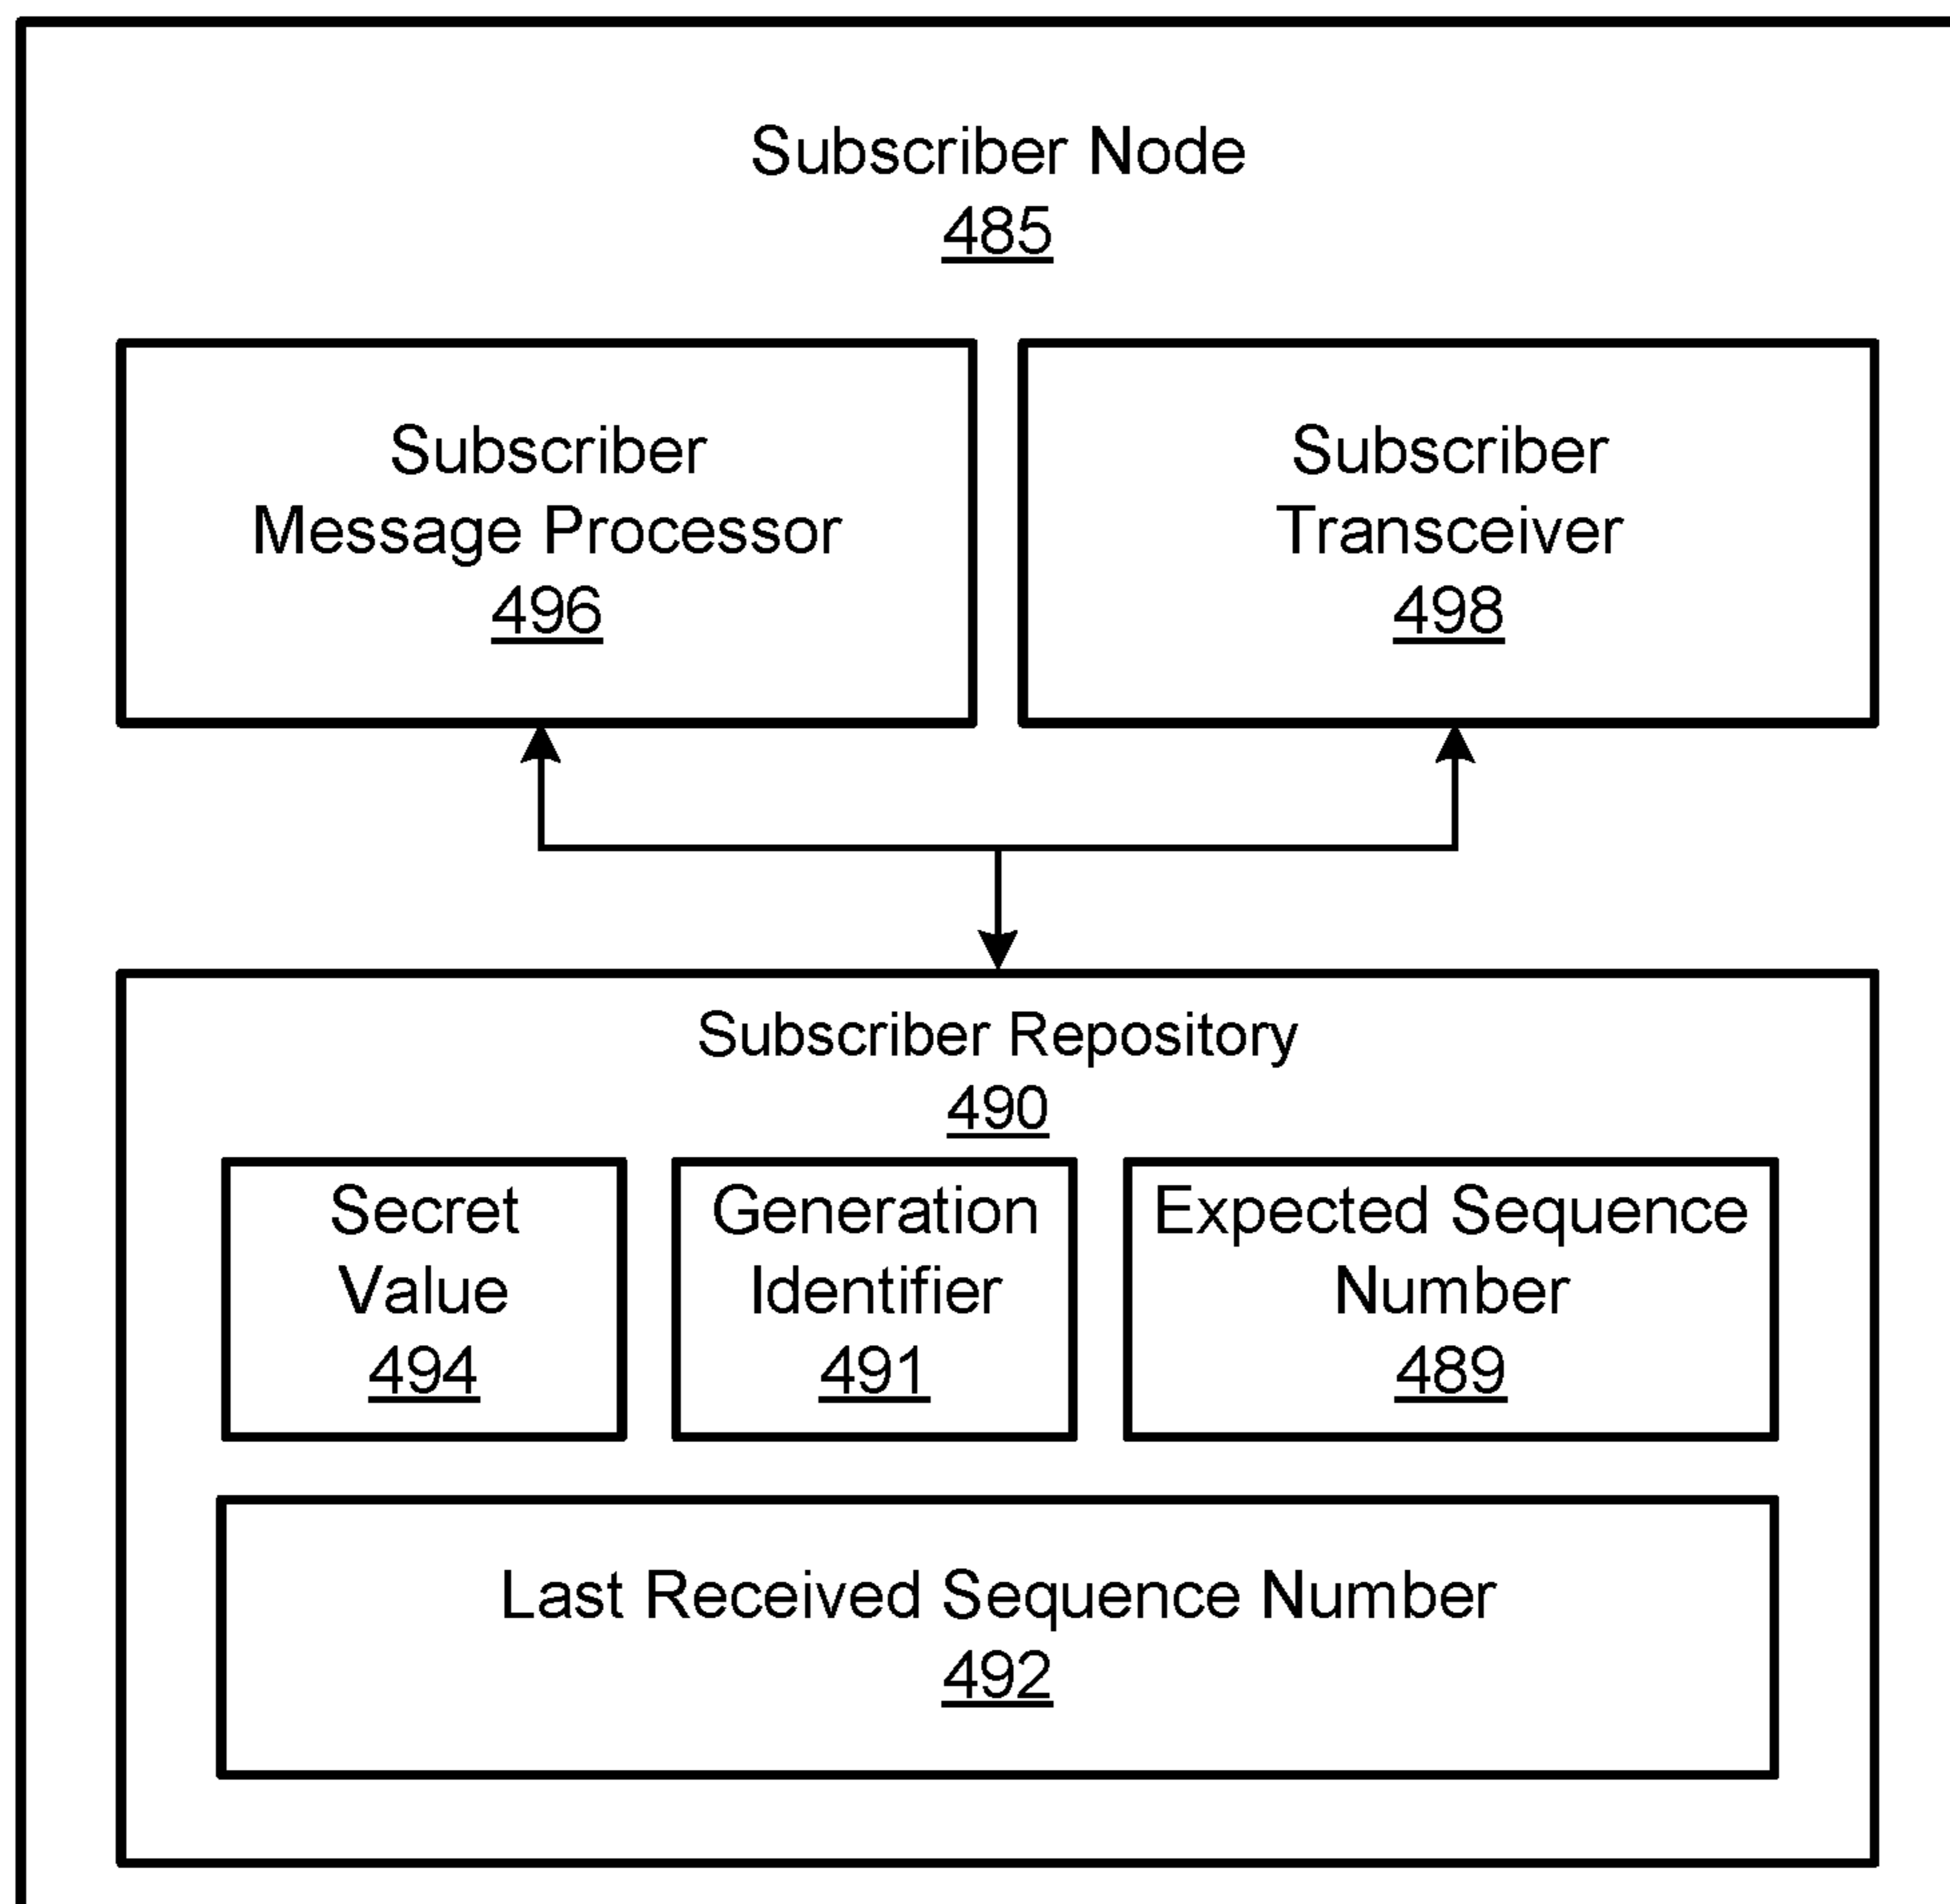 Subscriber Node
485
Subscriber
Message Processor
496
Subscriber
Transceiver
498
Subscriber Repository
490
Secret
Value
494
Generation
Identifier
491
Expected Sequence
Number
489
Last Received Sequence Number
492